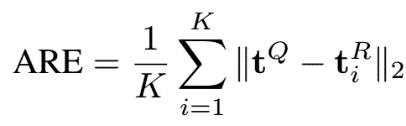 ARE = \frac{1}{K} \sum_{i=1}^{K} \| \mathbf{t}^Q - \mathbf{t}_i^R \|_2